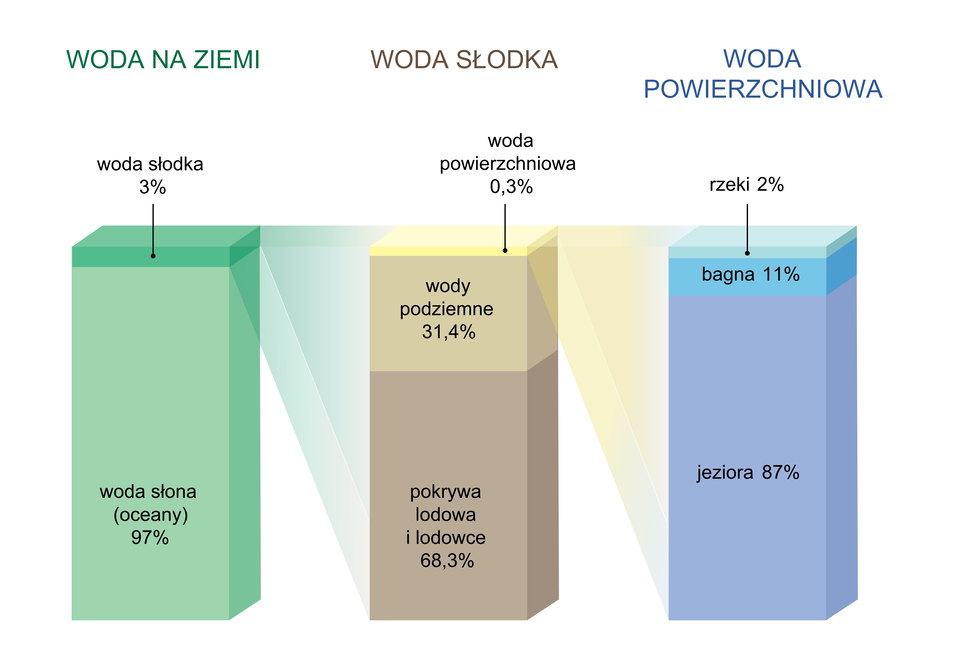 WODA NA ZIEMI
woda słodka
3%
woda słona
(oceany)
97%
WODA SŁODKA
woda
powierzchniowa
0,3%
wody
podziemne
31,4%
pokrywa
lodowa
i lodowce
68,3%
WODA
POWIERZCHNIOWA
rzeki 2%
bagna 11%
jeziora 87%